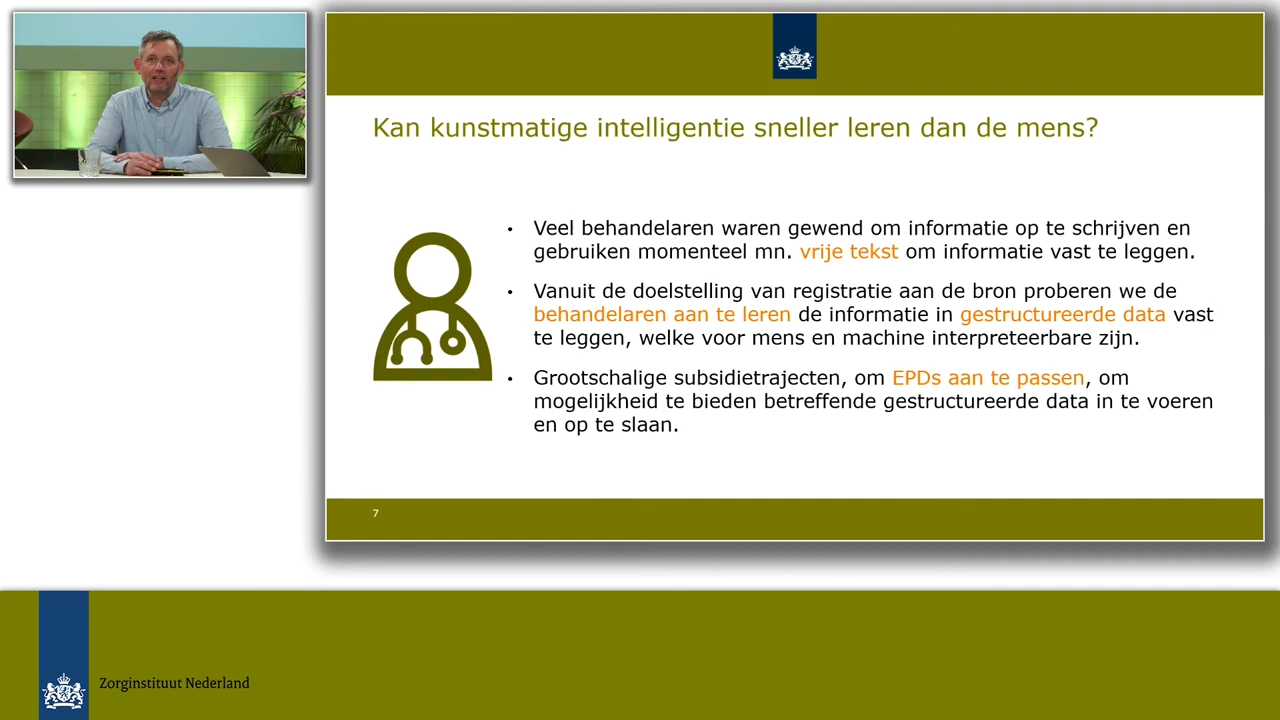 Kan kunstmatige intelligentie sneller leren dan de mens?
• Veel behandelaren waren gewend om informatie op te schrijven en
gebruiken momenteel mn. vrije tekst om informatie vast te leggen.
• Vanuit de doelstelling van registratie aan de bron proberen we de
behandelaren aan te leren de informatie in gestructureerde data vast
te leggen, welke voor mens en machine interpreteerbare zijn.
• Grootschalige subsidietrajecten, om EPDs aan te passen, om
mogelijkheid te bieden betreffende gestructureerde data in te voeren
en op te slaan.
7
Zorginstituut Nederland